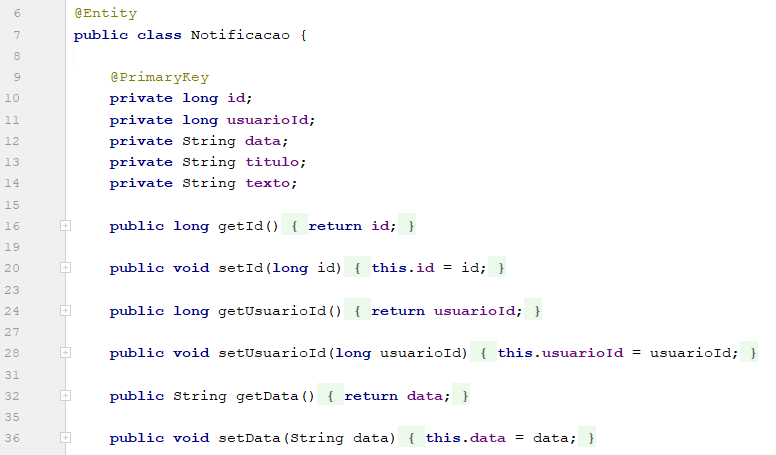 6 @Entity
7 public class Notificacao {
8
9 @PrimaryKey
10 private long id;
11 private long usuarioId;
12 private String data;
13 private String titulo;
14 private String texto;
15
16 public long getId() { return id; }
19
20 public void setId(long id) { this.id = id; }
23
24 public long getUsuarioId() { return usuarioId; }
27
28 public void setUsuarioId(long usuarioId) { this.usuarioId = usuarioId; }
31
32 public String getData() { return data; }
35
36 public void setData(String data) { this.data = data; }